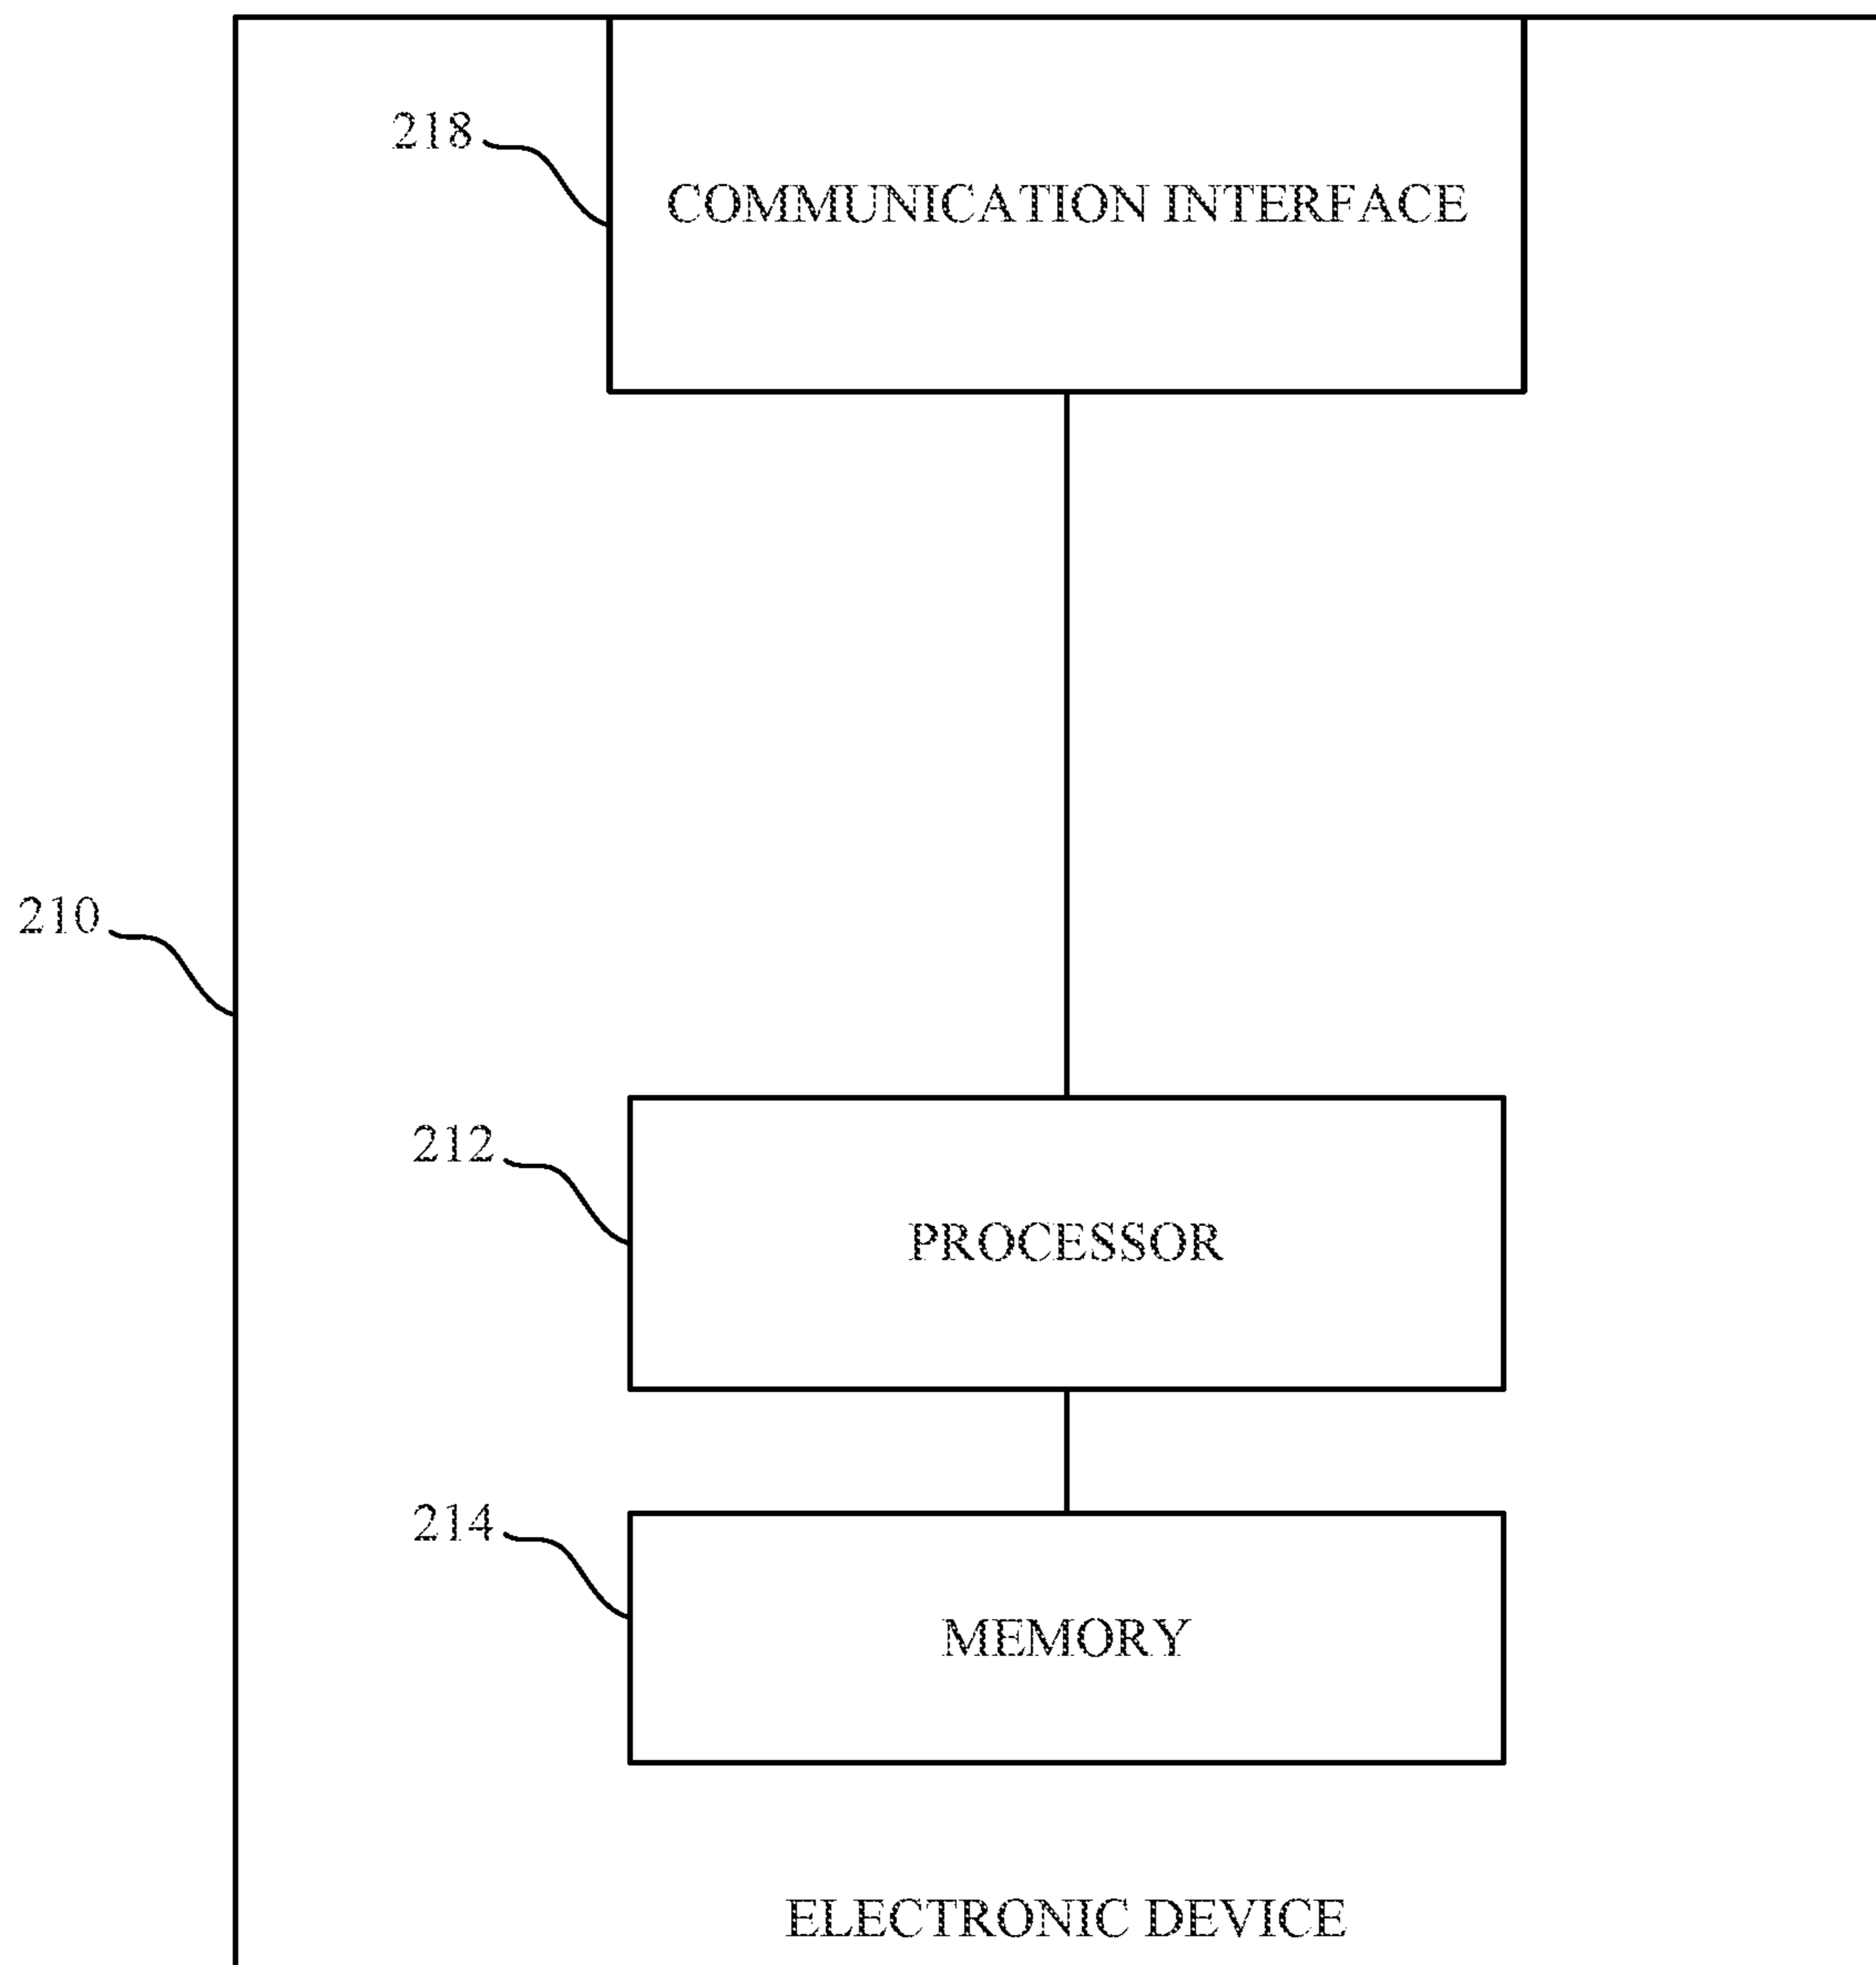 218
COMMUNICATION INTERFACE
210
212
PROCESSOR
214
MEMORY
ELECTRONIC DEVICE